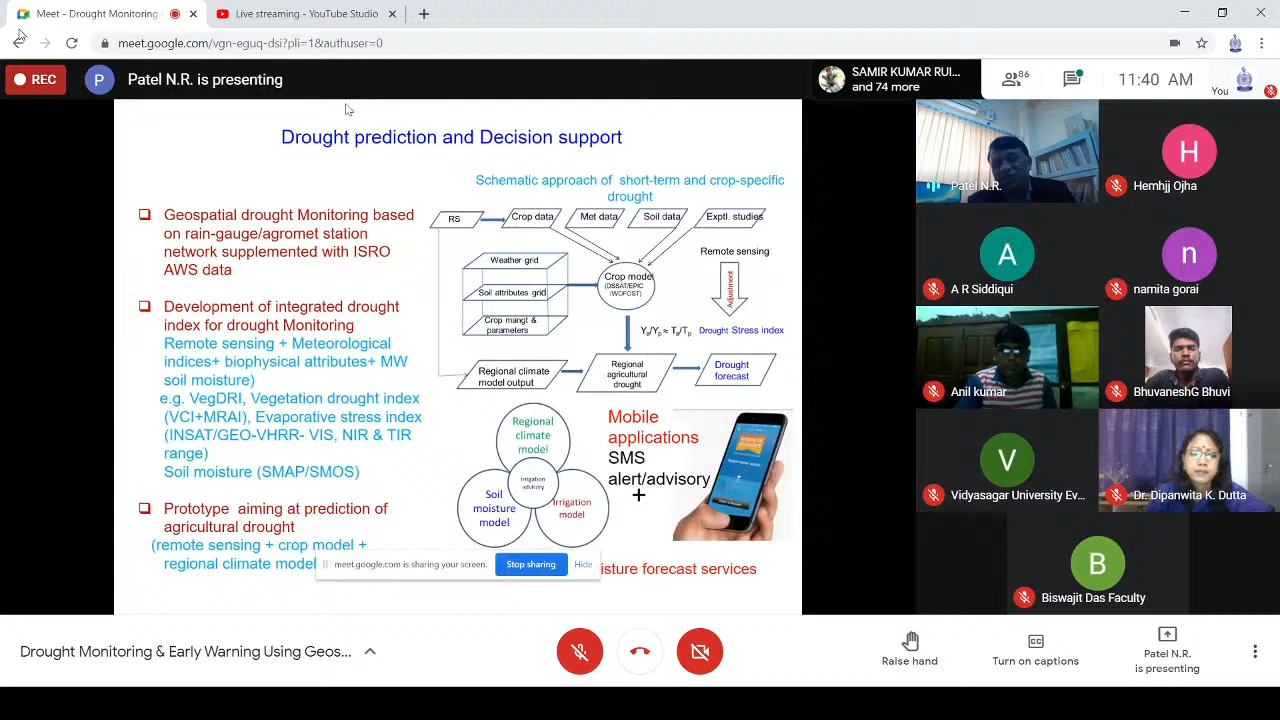 Meet - Drought Monitoring
Live streaming - YouTube Studio
meet.google.com/vgn-eguq-dsi?pli=1&authuser=0
REC
P
Patel N.R. is presenting
SAMIR KUMAR RUI...
and 74 more
86
11:40 AM
You
Drought prediction and Decision support
Schematic approach of short-term and crop-specific
drought
❑ Geospatial drought Monitoring based
on rain-gauge/agromet station
network supplemented with ISRO
AWS data
❑ Development of integrated drought
index for drought Monitoring
Remote sensing + Meteorological
indices+ biophysical attributes+ MW
soil moisture)
e.g. VegDRI, Vegetation drought index
(VCI+MRAI), Evaporative stress index
(INSAT/GEO-VHRR- VIS, NIR & TIR
range)
Soil moisture (SMAP/SMOS)
❑ Prototype aiming at prediction of
agricultural drought
(remote sensing + crop model +
regional climate model
RS
Crop data
Met data
Soil data
Exptl. studies
Weather grid
Soil attributes grid
Crop mangt &
parameters
Crop model
(DSSAT/EPIC
/WOFOST)
Remote sensing
Adjustment
Yₐ/Yₚ ≈ Tₐ/Tₚ
Drought Stress index
Regional climate
model output
Regional
agricultural
drought
Drought
forecast
Regional
climate
model
Irrigation
advisory
Soil
moisture
model
Irrigation
model
Mobile
applications
SMS
alert/advisory
+
isture forecast services
meet.google.com is sharing your screen.
Stop sharing
Hide
Patel N.R.
H
Hemhjj Ojha
A
A R Siddiqui
n
namita gorai
Anil kumar
BhuvaneshG Bhuvi
V
Vidyasagar University Ev...
Dr. Dipanwita K. Dutta
B
Biswajit Das Faculty
Drought Monitoring & Early Warning Using Geos...
Raise hand
CC
Turn on captions
Patel N.R.
is presenting